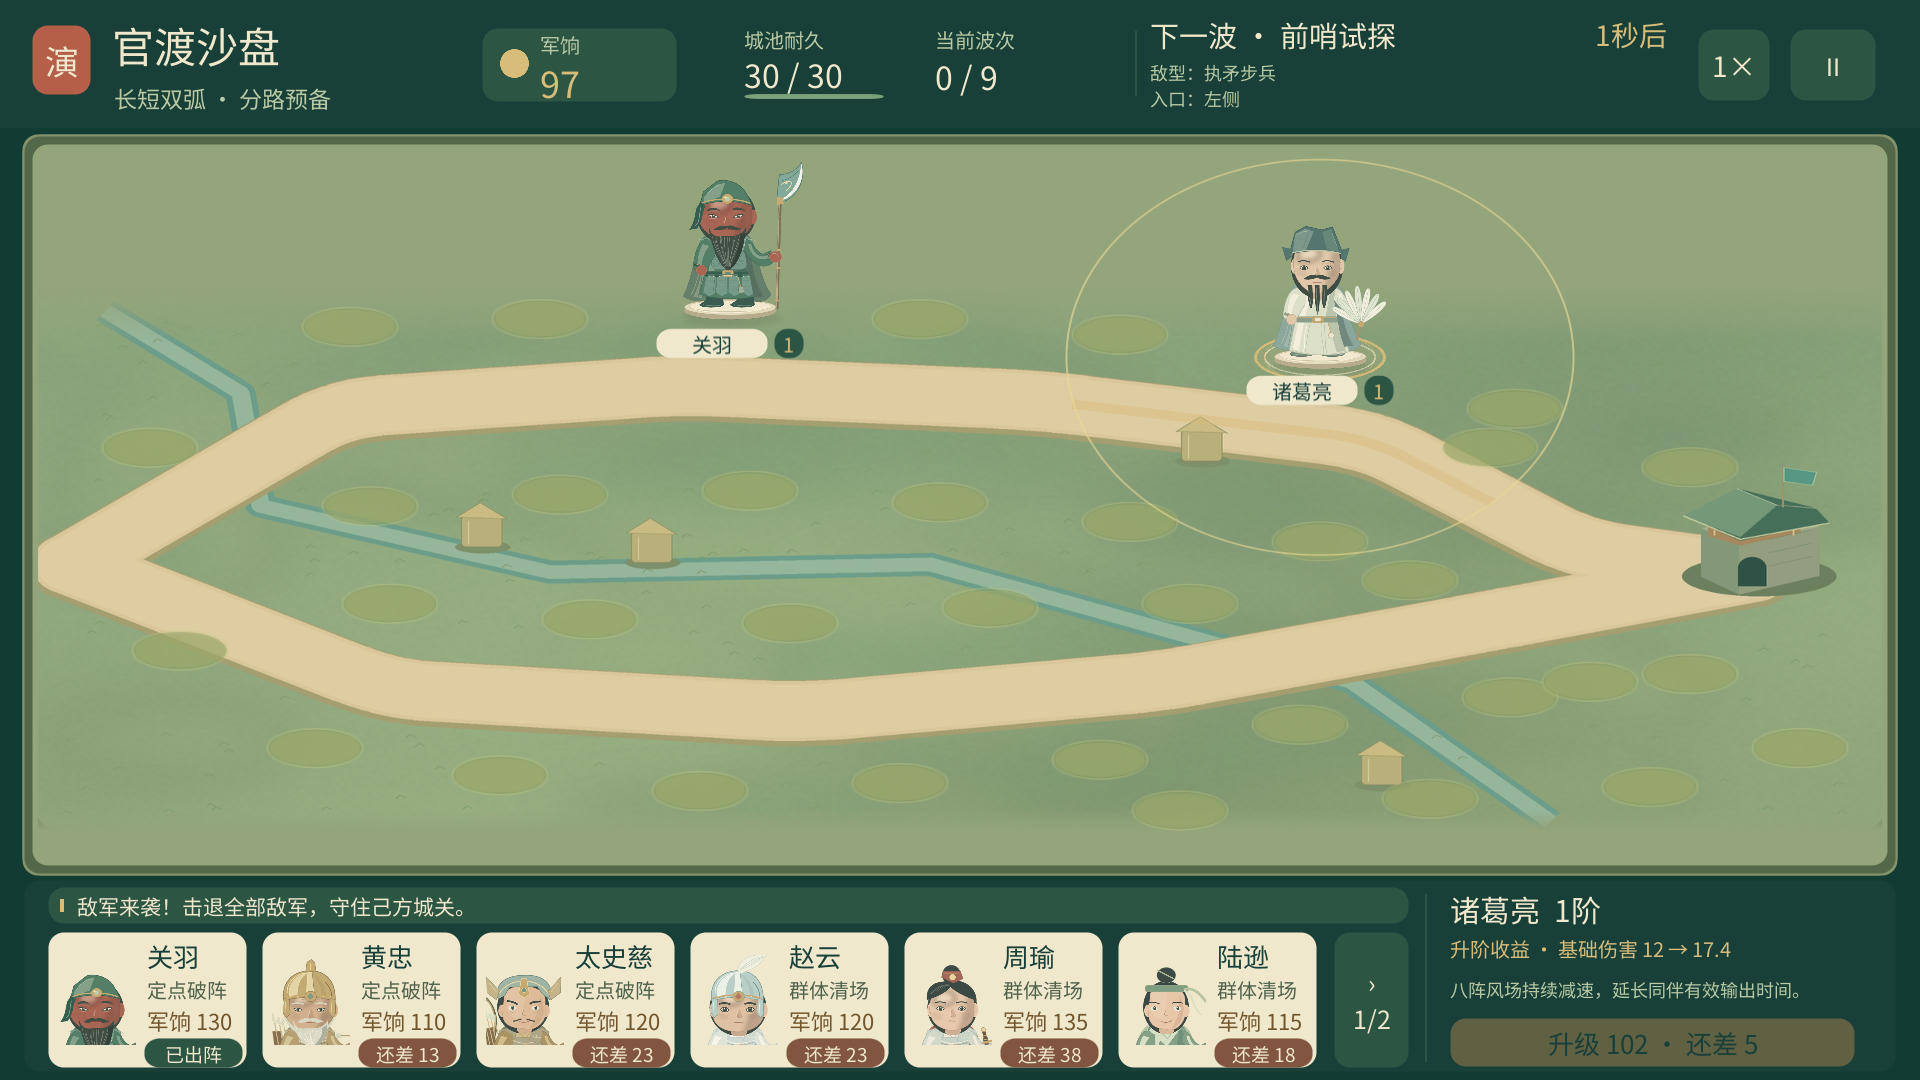 演
官渡沙盘
长短双弧 · 分路预备
军饷
97
城池耐久
30 / 30
当前波次
0 / 9
下一波 · 前哨试探
敌型：执矛步兵
入口：左侧
1秒后
1×
II
关羽 1
诸葛亮 1
敌军来袭！击退全部敌军，守住己方城关。
关羽
定点破阵
军饷 130
已出阵
黄忠
定点破阵
军饷 110
还差 13
太史慈
定点破阵
军饷 120
还差 23
赵云
群体清场
军饷 120
还差 23
周瑜
群体清场
军饷 135
还差 38
陆逊
群体清场
军饷 115
还差 18
›
1/2
诸葛亮 1阶
升阶收益 · 基础伤害 12 → 17.4
八阵风场持续减速，延长同伴有效输出时间。
升级 102 · 还差 5